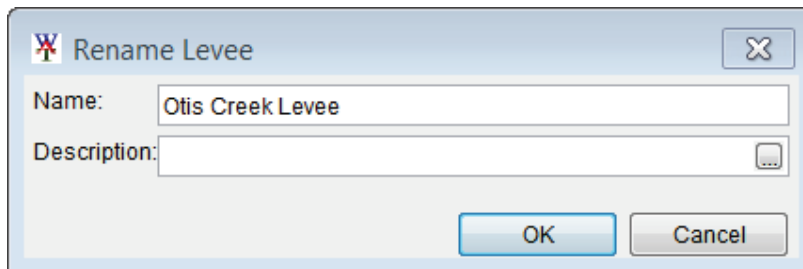 Rename Levee
Name: Otis Creek Levee
Description: ...
OK Cancel